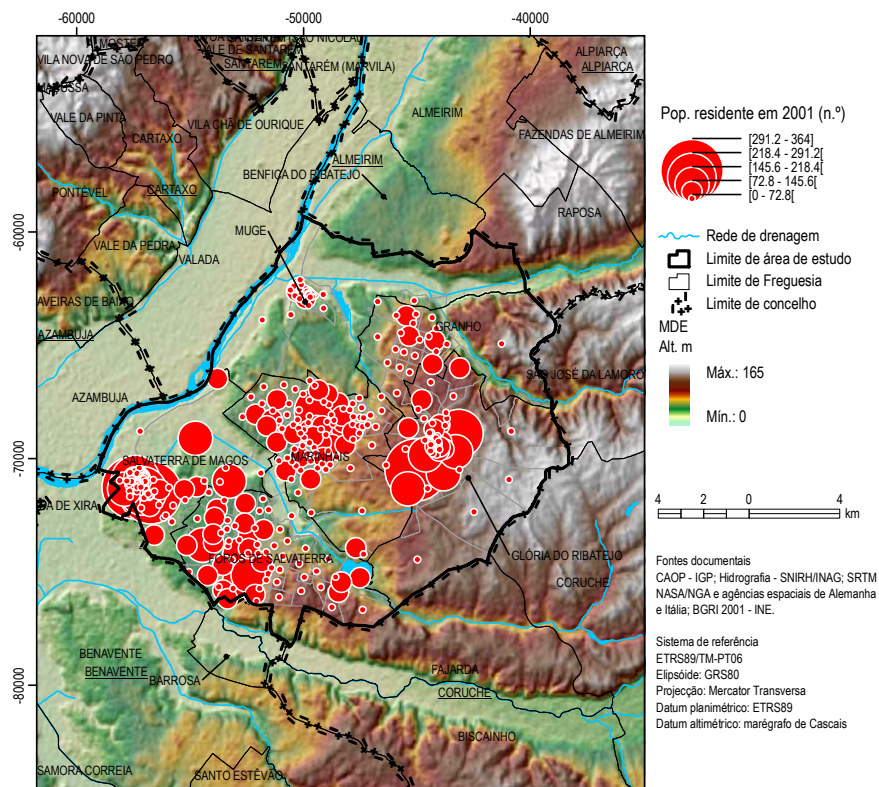 -60000 -50000 -40000
ALMOSTER
VILA NOVA DE SÃO PEDRO
VALE DE SANTARÉM
SANTARÉM
SANTARÉM (MARVILA)
ALPIARÇA
ALPIARÇA
VALE DA PINTA
CARTAXO
VILA CHÃ DE OURIQUE
ALMEIRIM
FAZENDAS DE ALMEIRIM
PONTÉVEL
CARTAXO
ALMEIRIM
BENFICA DO RIBATEJO
RAPOSA
-60000
MUGE
VALE DA PEDRA
VALADA
AVEIRAS DE BAIXO
AZAMBUJA
GRANHO
SÃO JOSÉ DA LAMORO
AZAMBUJA
-70000
SALVATERRA DE MAGOS
MARINHAIS
DA DE XIRA
FOROS DE SALVATERRA
GLÓRIA DO RIBATEJO
CORUCHE
BENAVENTE
BENAVENTE
BARROSA
FAJARDA
CORUCHE
-80000
BISCAINHO
SAMORA CORREIA
SANTO ESTÊVÃO
Pop. residente em 2001 (n.º)
[291.2 - 364]
[218.4 - 291.2[
[145.6 - 218.4[
[72.8 - 145.6[
[0 - 72.8[
Rede de drenagem
Limite de área de estudo
Limite de Freguesia
Limite de concelho
MDE
Alt. m
Máx.: 165
Mín.: 0
4 2 0 4
km
Fontes documentais
CAOP - IGP; Hidrografia - SNIRH/INAG; SRTM
NASA/NGA e agências espaciais de Alemanha
e Itália; BGRI 2001 - INE.
Sistema de referência
ETRS89/TM-PT06
Elipsóide: GRS80
Projecção: Mercator Transversa
Datum planimétrico: ETRS89
Datum altimétrico: marégrafo de Cascais